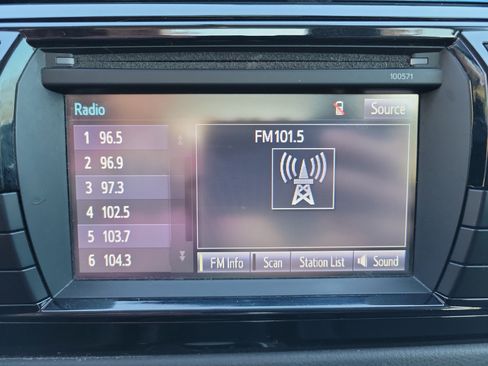 100571
Radio
Source
1 96.5
2 96.9
3 97.3
4 102.5
5 103.7
6 104.3
FM101.5
FM Info
Scan
Station List
Sound